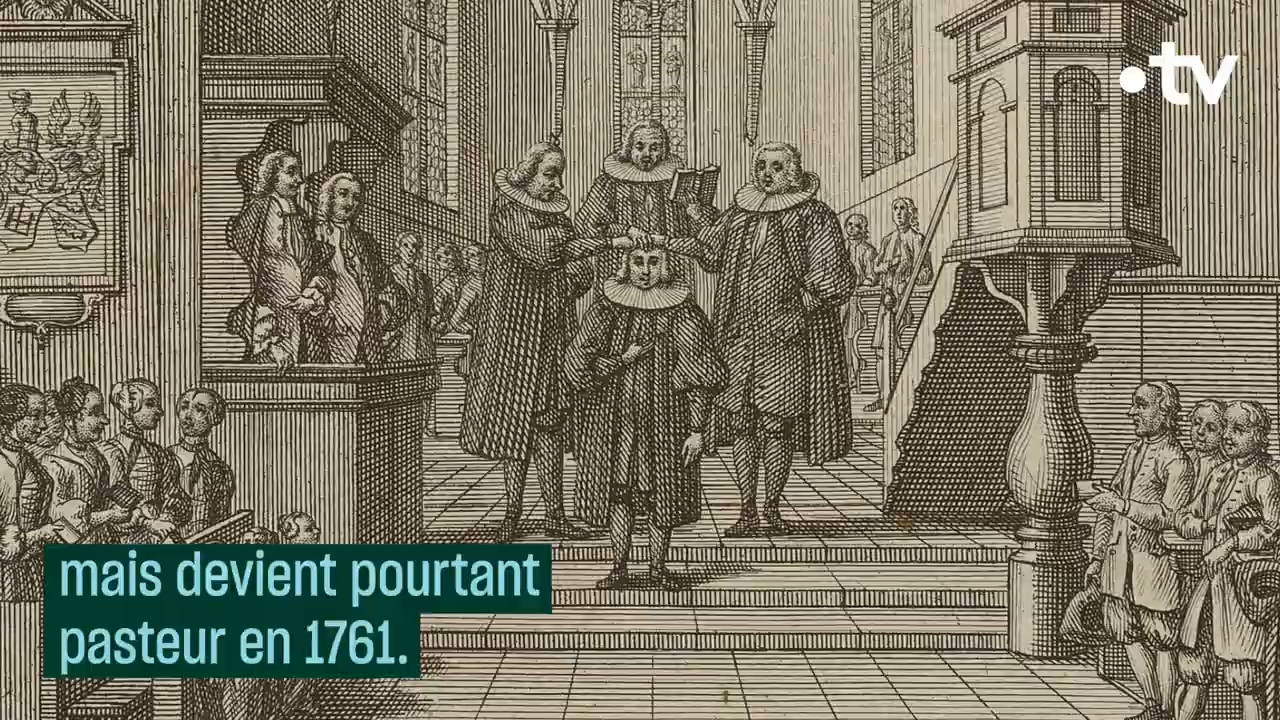 •tv
mais devient pourtant
pasteur en 1761.